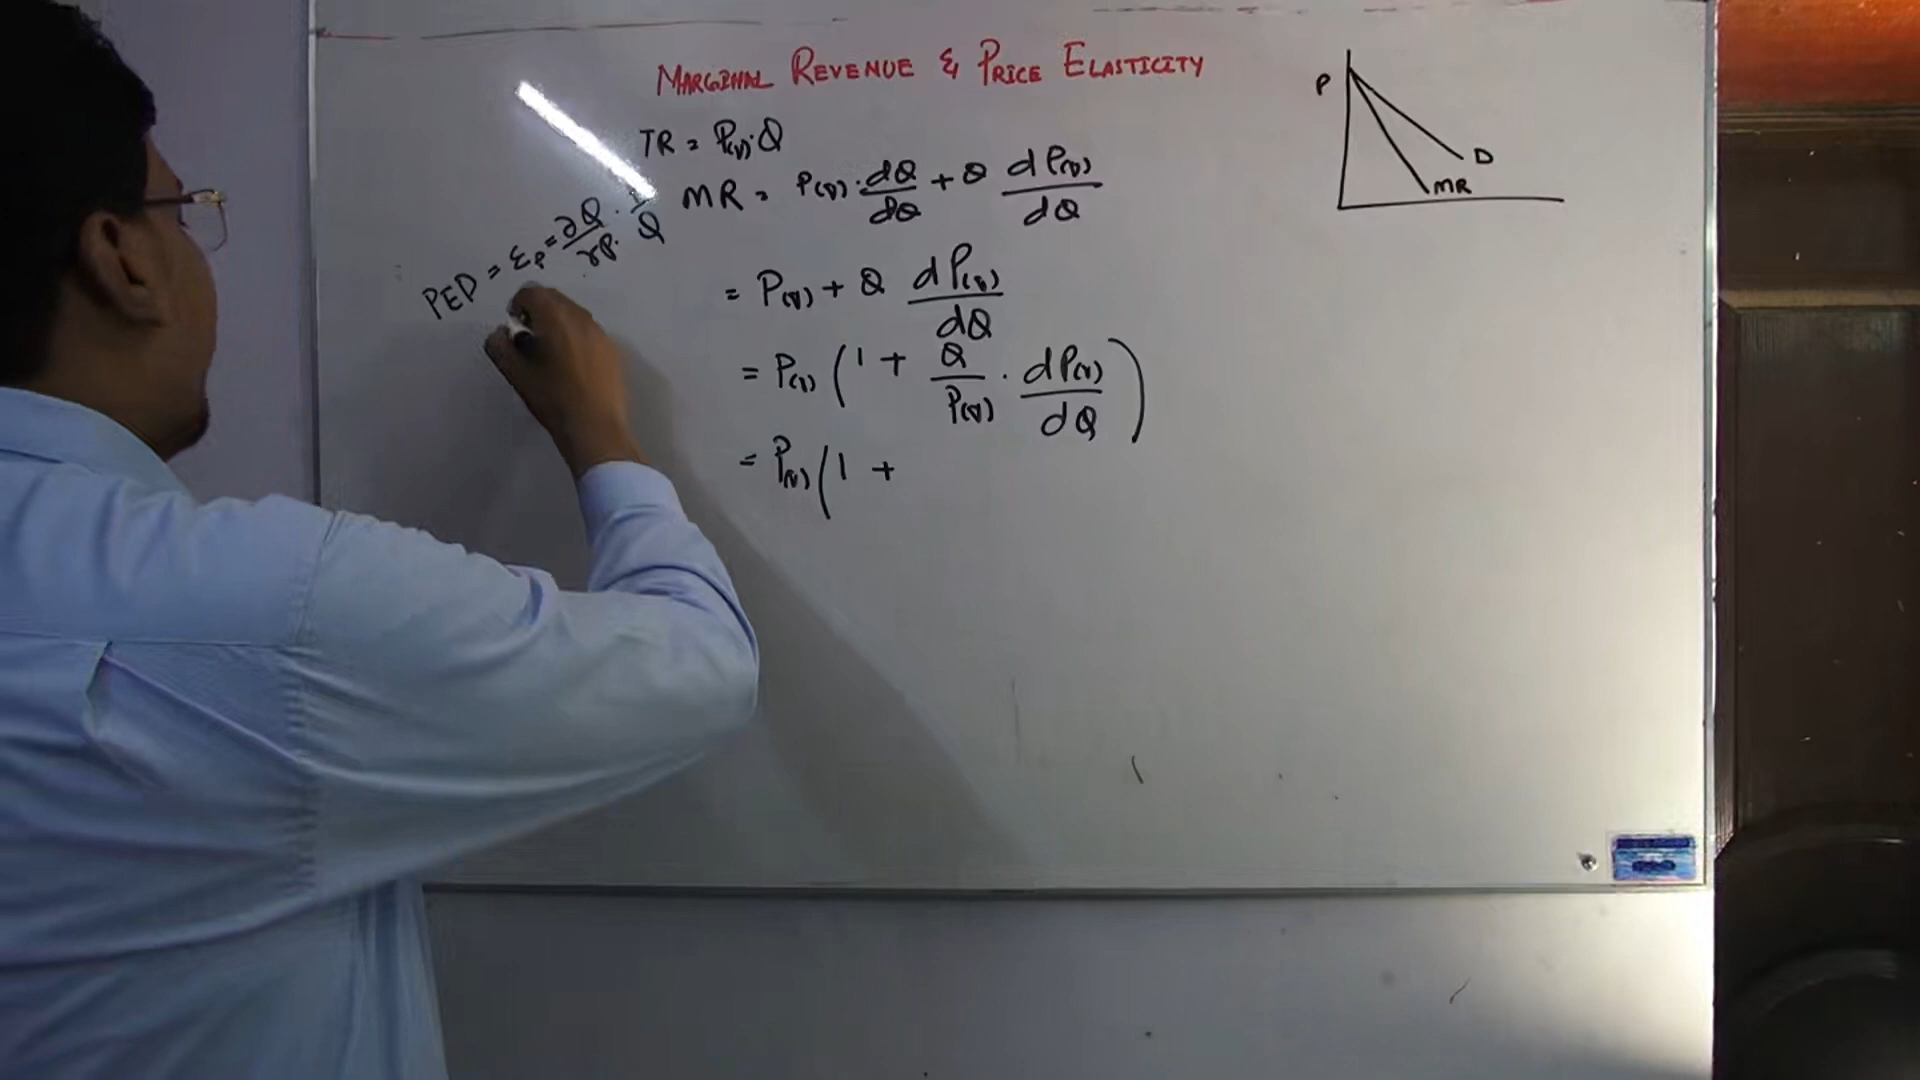 MARGINAL REVENUE & PRICE ELASTICITY
TR = P(Q).Q
MR = P(Q).dQ/dQ + Q dP(Q)/dQ
PED = εP = ∂Q/∂P . /Q
= P(Q) + Q dP(Q)/dQ
= P(Q) (1 + Q/P(Q) . dP(Q)/dQ)
= P(Q) (1 +
P
D
MR